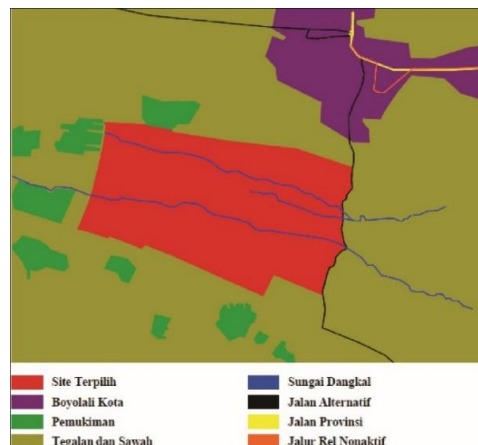 Site Terpilih
Boyolali Kota
Pemukiman
Tegalan dan Sawah
Sungai Dangkal
Jalan Alternatif
Jalan Provinsi
Jalur Rel Nonaktif